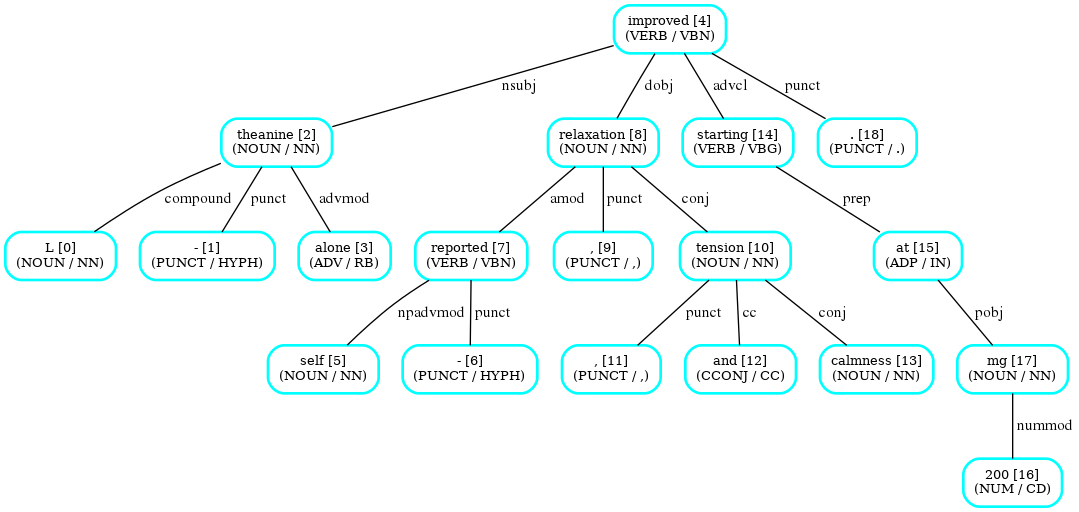 improved [4]
(VERB / VBN)
nsubj
dobj
advcl
punct
theanine [2]
(NOUN / NN)
relaxation [8]
(NOUN / NN)
starting [14]
(VERB / VBG)
. [18]
(PUNCT / .)
compound
punct
advmod
amod
punct
conj
prep
L [0]
(NOUN / NN)
- [1]
(PUNCT / HYPH)
alone [3]
(ADV / RB)
reported [7]
(VERB / VBN)
, [9]
(PUNCT / ,)
tension [10]
(NOUN / NN)
at [15]
(ADP / IN)
npadvmod
punct
punct
cc
conj
pobj
self [5]
(NOUN / NN)
- [6]
(PUNCT / HYPH)
, [11]
(PUNCT / ,)
and [12]
(CCONJ / CC)
calmness [13]
(NOUN / NN)
mg [17]
(NOUN / NN)
nummod
200 [16]
(NUM / CD)